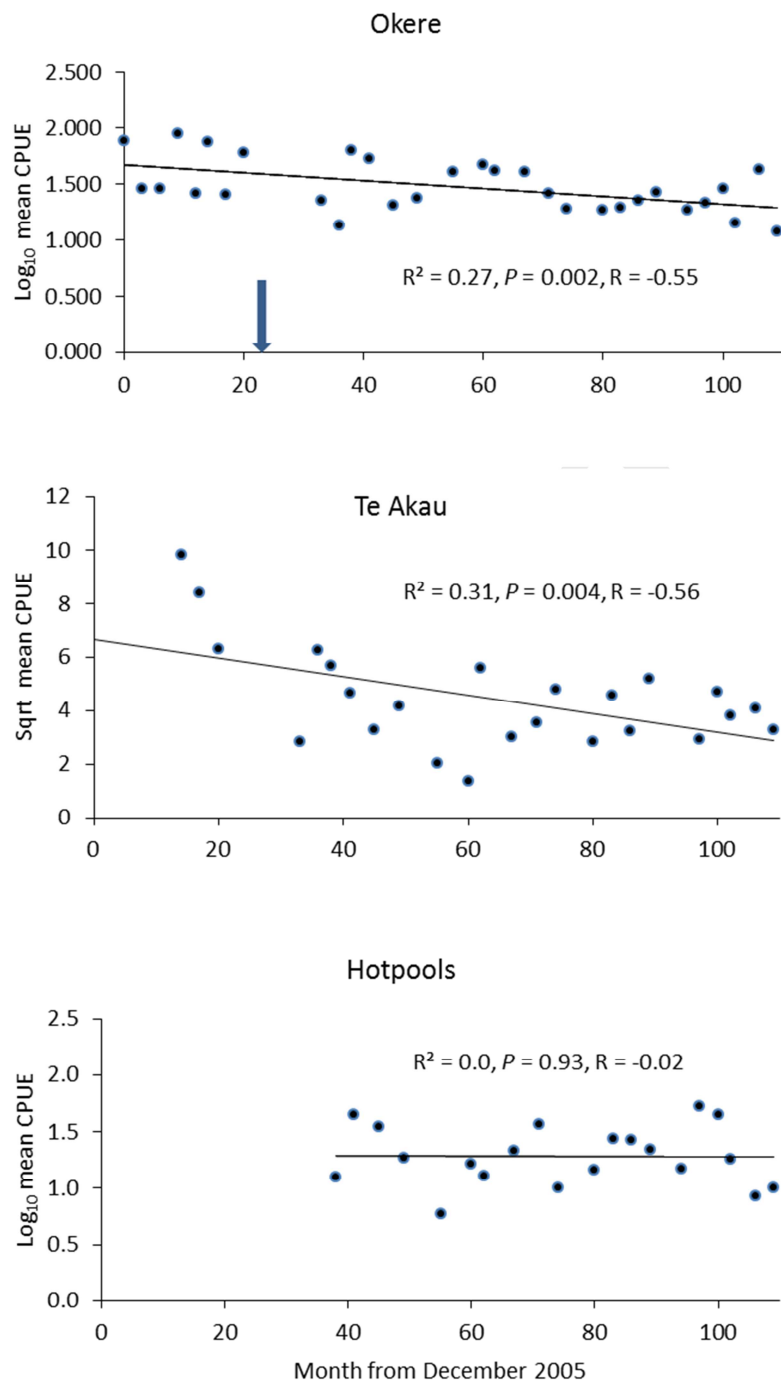 Okere
2.500
2.000
1.500
1.000
0.500
0.000
Log₁₀ mean CPUE
R² = 0.27, P = 0.002, R = -0.55
0 20 40 60 80 100
Te Akau
12
10
8
6
4
2
0
Sqrt mean CPUE
R² = 0.31, P = 0.004, R = -0.56
0 20 40 60 80 100
Hotpools
2.5
2.0
1.5
1.0
0.5
0.0
Log₁₀ mean CPUE
R² = 0.0, P = 0.93, R = -0.02
0 20 40 60 80 100
Month from December 2005